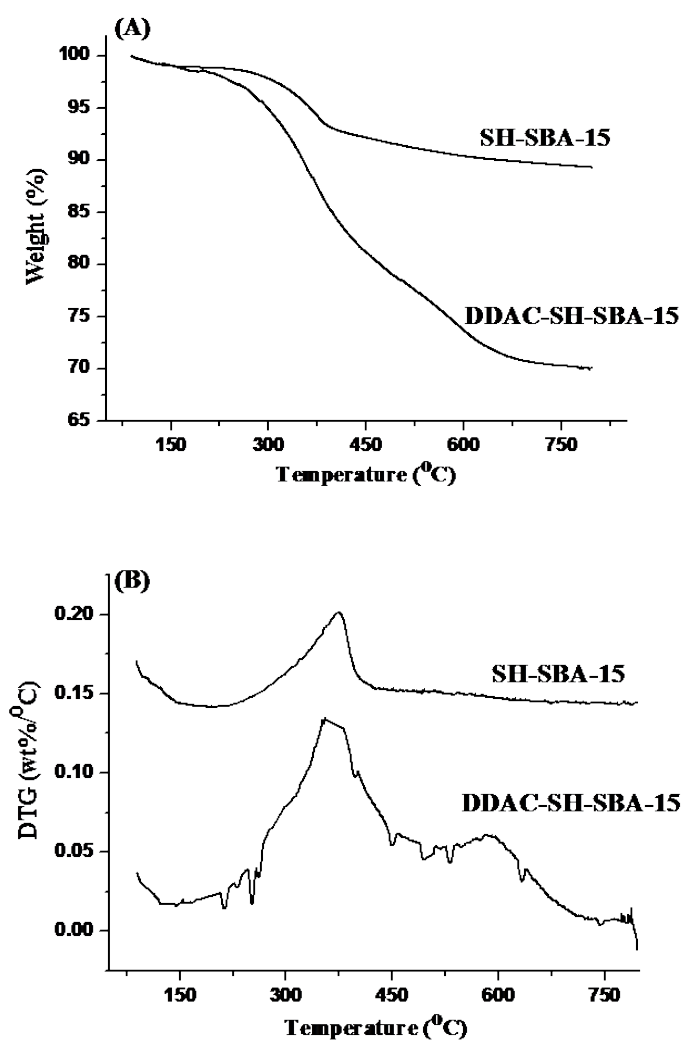 (A)
100
95
90
85
80
75
70
65
Weight (%)
SH-SBA-15
DDAC-SH-SBA-15
150 300 450 600 750
Temperature (⁰C)
(B)
0.20
0.15
0.10
0.05
0.00
DTG (wt%/⁰C)
SH-SBA-15
DDAC-SH-SBA-15
150 300 450 600 750
Temperature (⁰C)